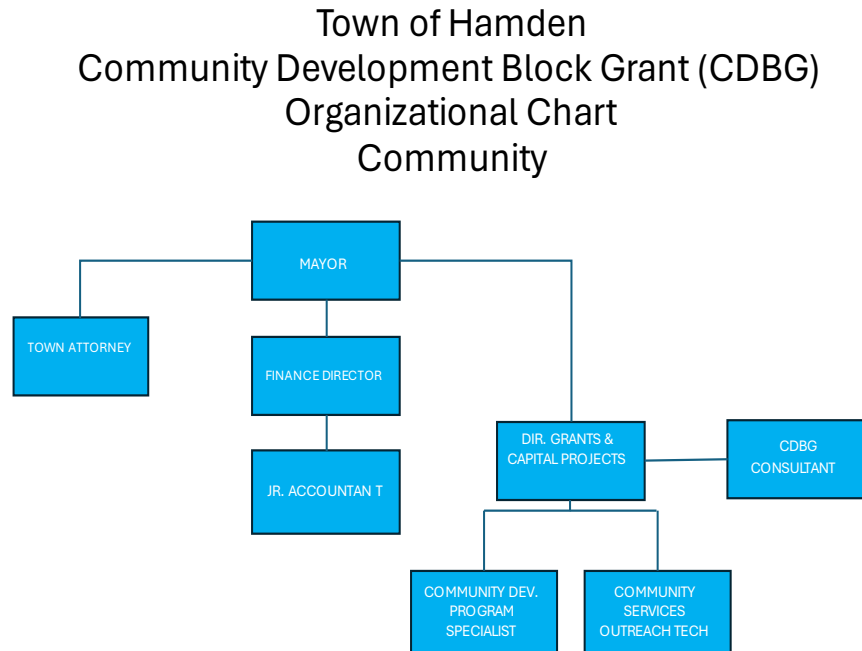 Town of Hamden
Community Development Block Grant (CDBG)
Organizational Chart
Community
MAYOR
TOWN ATTORNEY
FINANCE DIRECTOR
JR. ACCOUNTAN T
DIR. GRANTS &
CAPITAL PROJECTS
CDBG
CONSULTANT
COMMUNITY DEV.
PROGRAM
SPECIALIST
COMMUNITY
SERVICES
OUTREACH TECH